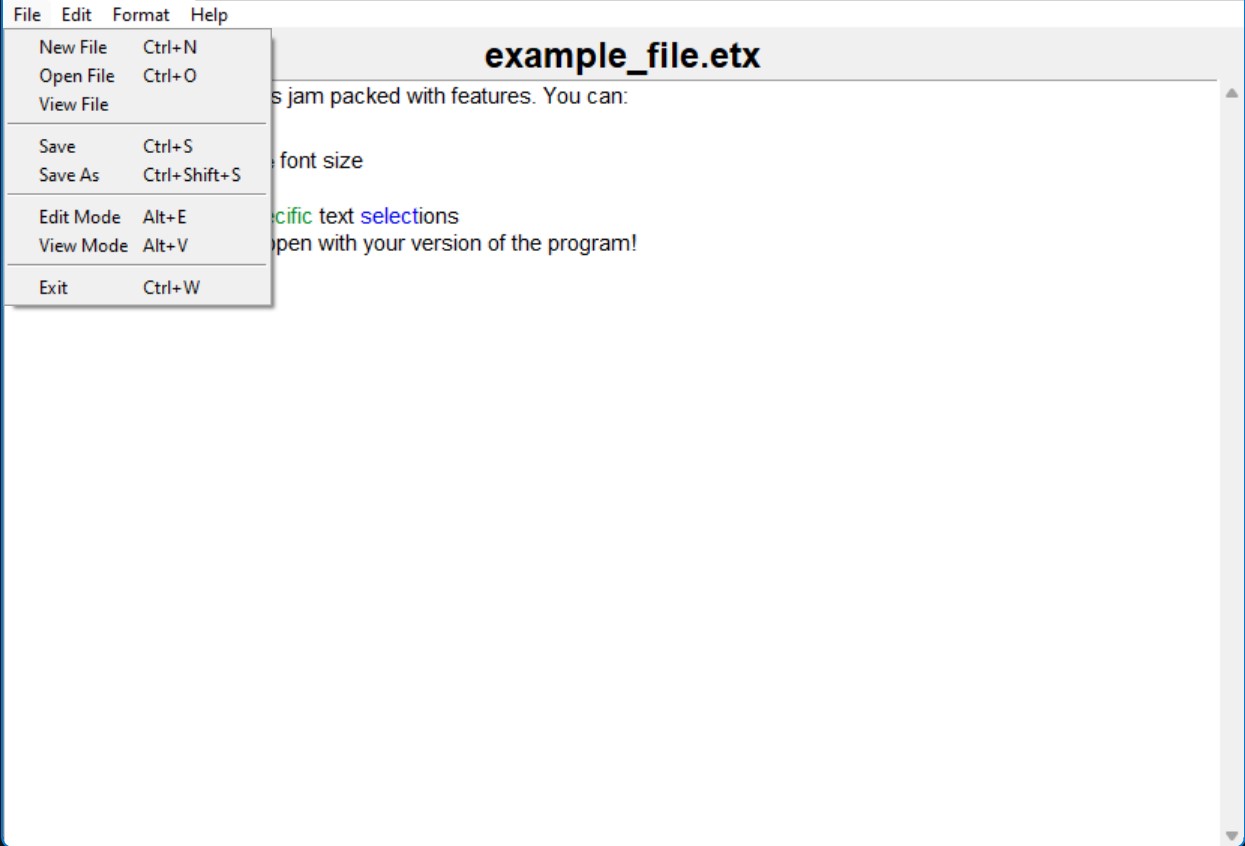 File Edit Format Help
example_file.etx
New File Ctrl+N
Open File Ctrl+O
View File
Save Ctrl+S
Save As Ctrl+Shift+S
Edit Mode Alt+E
View Mode Alt+V
Exit Ctrl+W
jam packed with features. You can:
font size
text selections
with your version of the program!